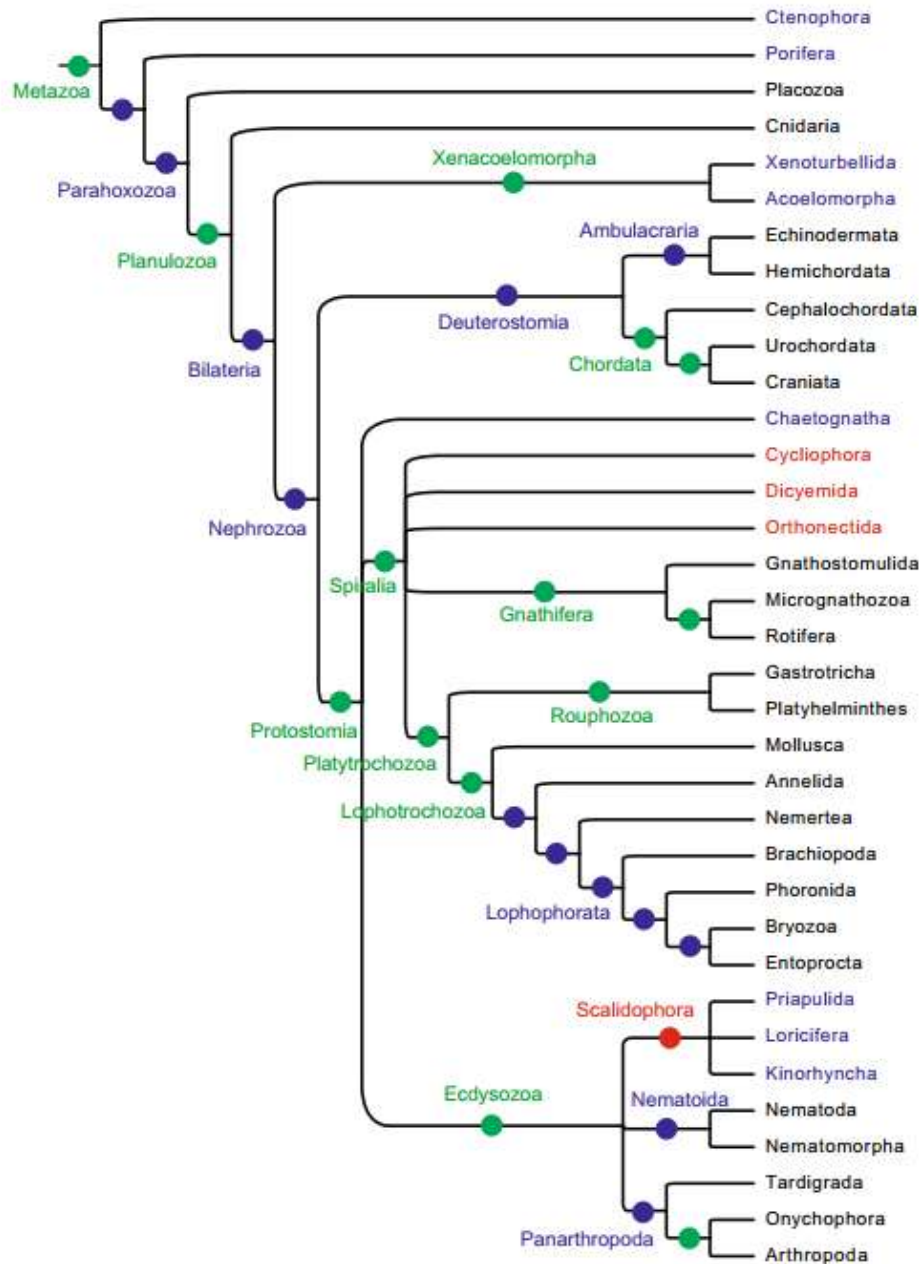 Ctenophora
Porifera
Metazoa
Placozoa
Cnidaria
Xenacoelomorpha
Xenoturbellida
Parahoxozoa
Acoelomorpha
Ambulacraria
Echinodermata
Planulozoa
Hemichordata
Cephalochordata
Deuterostomia
Urochordata
Chordata
Bilateria
Craniata
Chaetognatha
Cycliophora
Dicyemida
Nephrozoa
Orthonectida
Gnathostomulida
Spiralia
Micrognathozoa
Gnathifera
Rotifera
Gastrotricha
Platyhelminthes
Rouphozoa
Protostomia
Mollusca
Platytrochozoa
Annelida
Lophotrochozoa
Nemertea
Brachiopoda
Phoronida
Lophophorata
Bryozoa
Entoprocta
Priapulida
Scalidophora
Loricifera
Kinorhyncha
Ecdysozoa
Nematoida
Nematoda
Nematomorpha
Tardigrada
Onychophora
Panarthropoda
Arthropoda